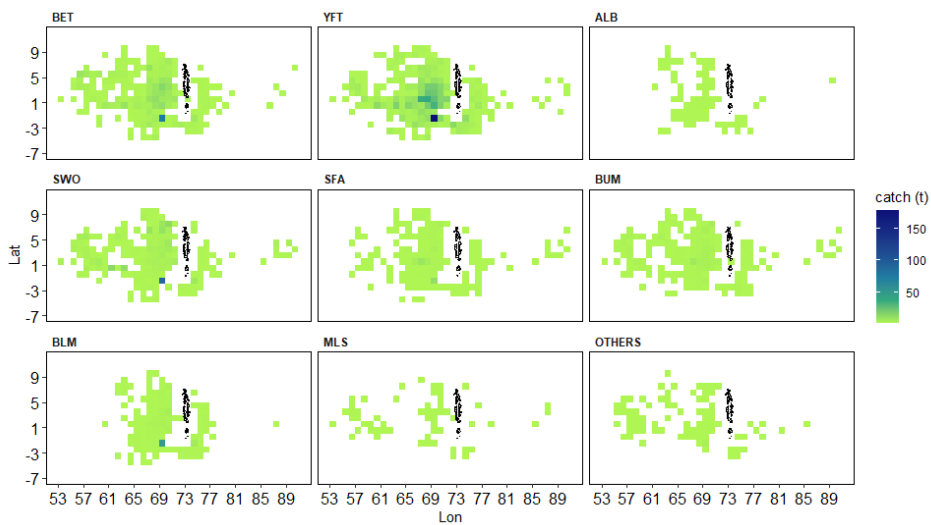 BET YFT ALB
9
5
1
-3
-7
SWO SFA BUM
9
5
1
-3
-7
Lat
catch (t)
150
100
50
BLM MLS OTHERS
9
5
1
-3
-7
53 57 61 65 69 73 77 81 85 89 53 57 61 65 69 73 77 81 85 89 53 57 61 65 69 73 77 81 85 89
Lon